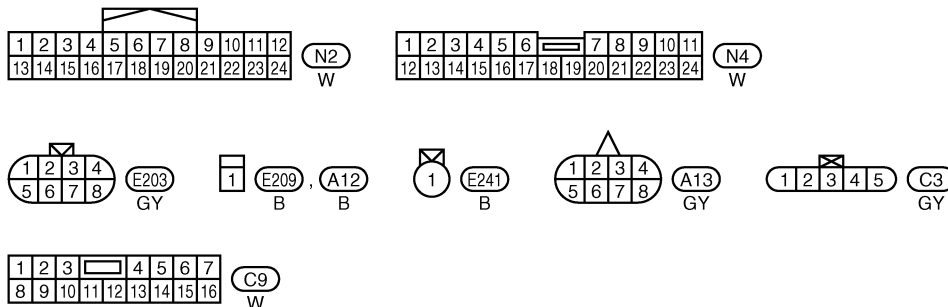 1 2 3 4 5 6 7 8 9 10 11 12
13 14 15 16 17 18 19 20 21 22 23 24
N2
W
1 2 3 4 5 6 7 8 9 10 11
12 13 14 15 16 17 18 19 20 21 22 23 24
N4
W
1 2 3 4
5 6 7 8
E203
GY
1
E209 , A12
B B
1
E241
B
1 2 3 4
5 6 7 8
A13
GY
1 2 3 4 5
C3
GY
1 2 3 4 5 6 7
8 9 10 11 12 13 14 15 16
C9
W